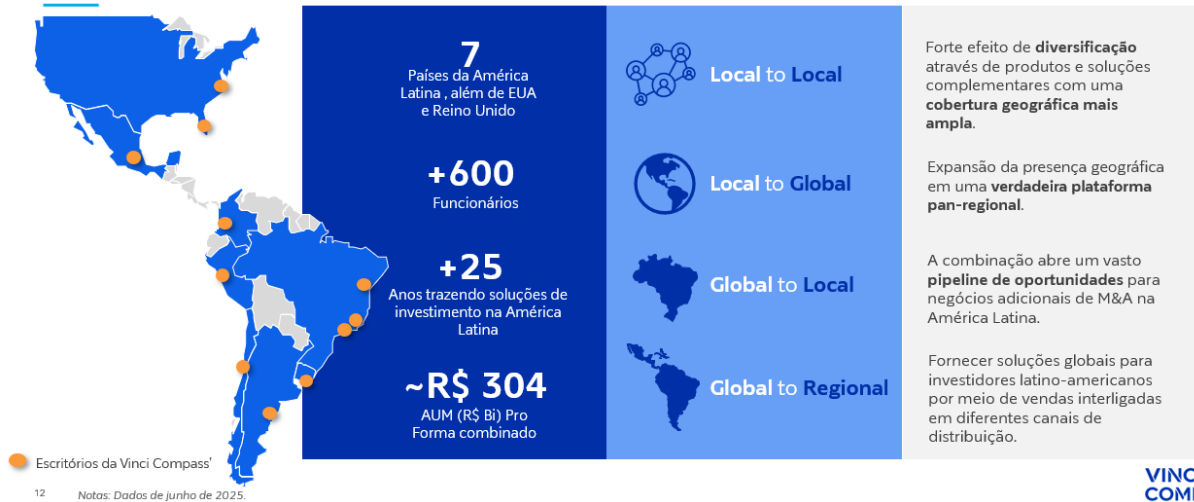 7
Países da América
Latina , além de EUA
e Reino Unido
+600
Funcionários
+25
Anos trazendo soluções de
investimento na América
Latina
~R$ 304
AUM (R$ Bi) Pro
Forma combinado
Local to Local
Local to Global
Global to Local
Global to Regional
Forte efeito de diversificação
através de produtos e soluções
complementares com uma
cobertura geográfica mais
ampla.
Expansão da presença geográfica
em uma verdadeira plataforma
pan-regional.
A combinação abre um vasto
pipeline de oportunidades para
negócios adicionais de M&A na
América Latina.
Fornecer soluções globais para
investidores latino-americanos
por meio de vendas interligadas
em diferentes canais de
distribuição.
Escritórios da Vinci Compass¹
12 Notas: Dados de junho de 2025.